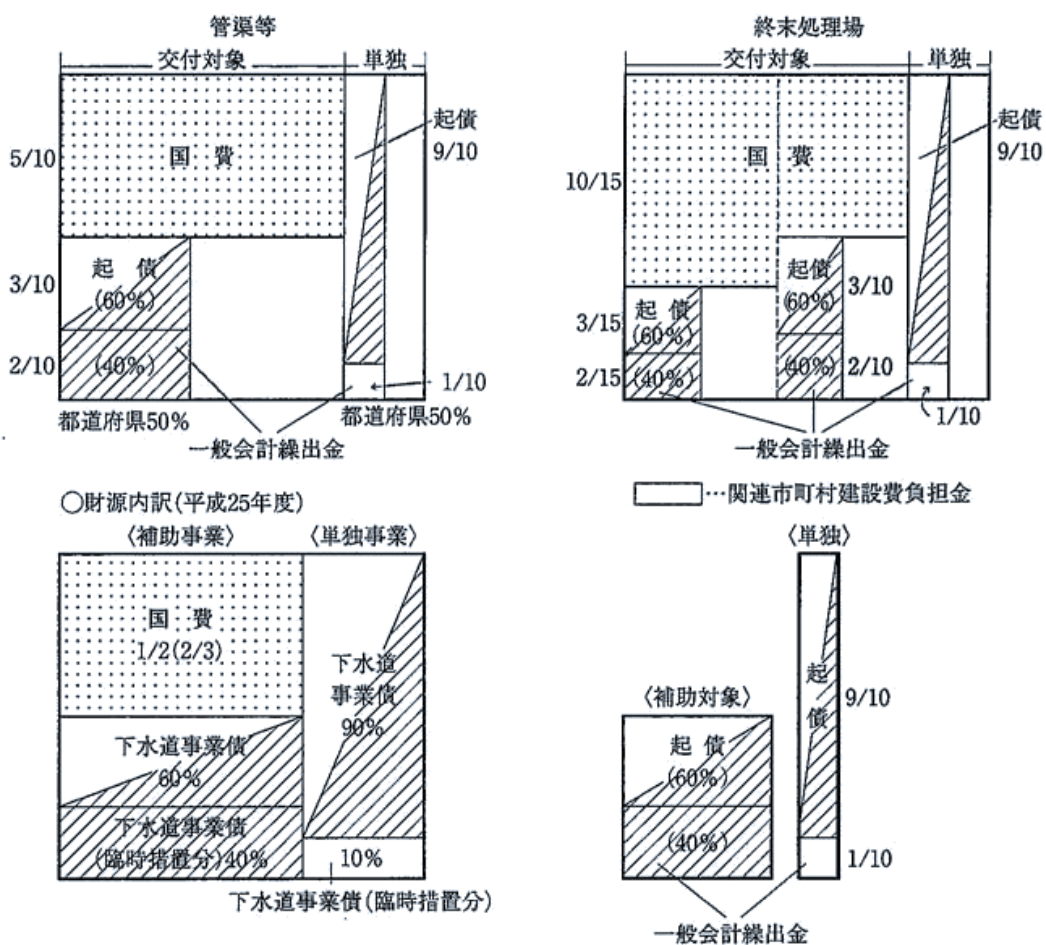 管渠等
交付対象
単独
5/10
国 費
起債
9/10
3/10
起 債
(60%)
2/10
(40%)
1/10
都道府県50%
都道府県50%
一般会計繰出金
終末処理場
交付対象
単独
10/15
国 費
起債
9/10
起債
(60%)
3/10
3/15
起 債
(60%)
2/15
(40%)
(40%)
2/10
1/10
一般会計繰出金
○財源内訳(平成25年度)
〈補助事業〉
〈単独事業〉
国 費
1/2(2/3)
下水道
事業債
90%
下水道事業債
60%
下水道事業債
(臨時措置分)40%
10%
下水道事業債(臨時措置分)
…関連市町村建設費負担金
〈単独〉
起
債
9/10
〈補助対象〉
起 債
(60%)
(40%)
1/10
一般会計繰出金